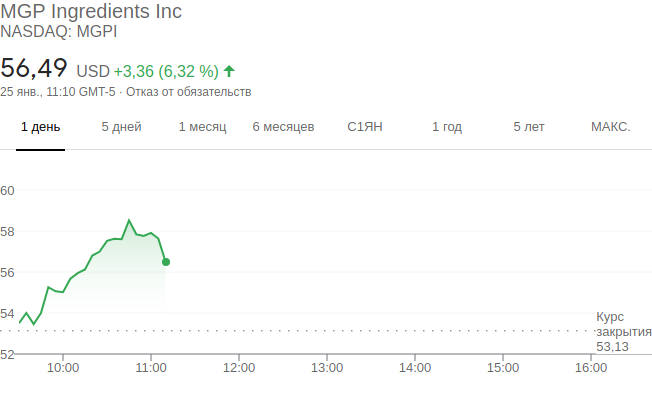 MGP Ingredients Inc
NASDAQ: MGPI
56,49 USD +3,36 (6,32 %)
25 янв., 11:10 GMT-5 · Отказ от обязательств
1 день 5 дней 1 месяц 6 месяцев С1ЯН 1 год 5 лет МАКС.
60
58
56
54
Курс
закрытия
53,13
52
10:00 11:00 12:00 13:00 14:00 15:00 16:00